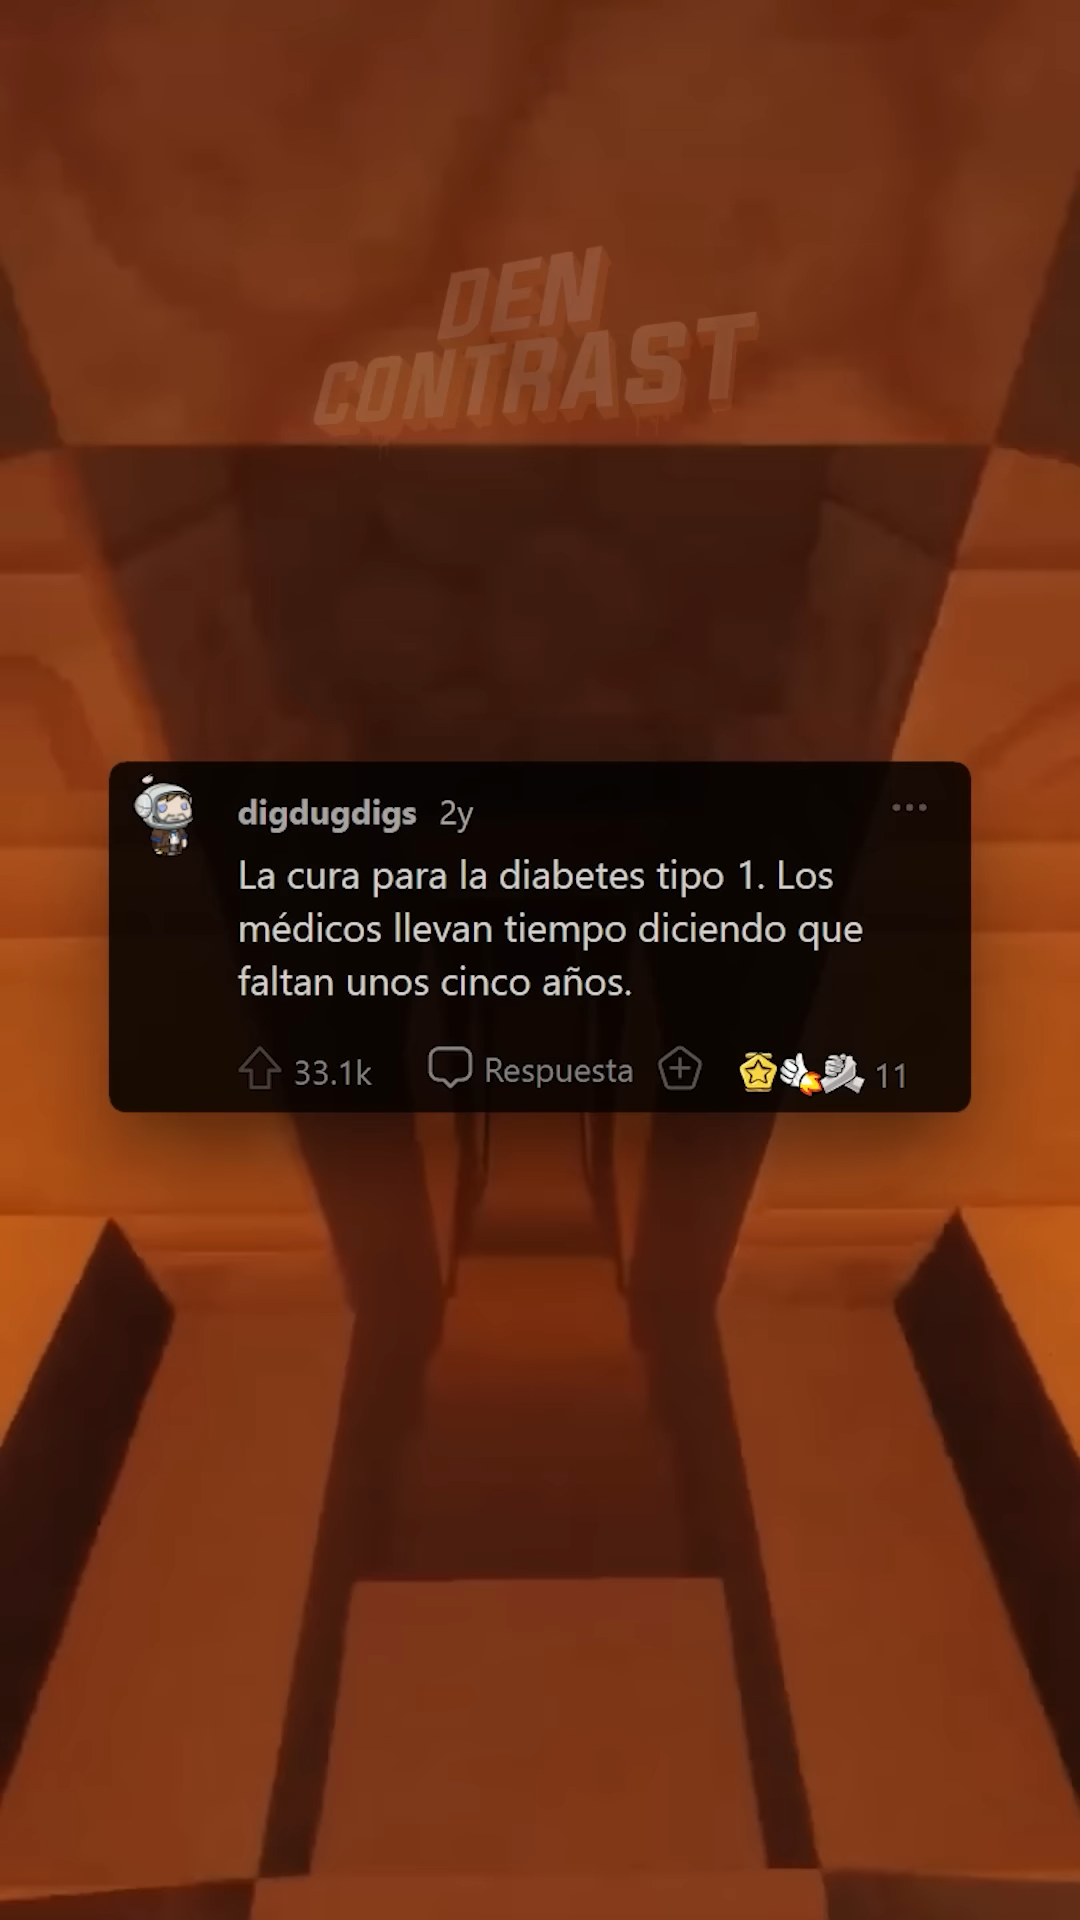 DEN
CONTRAST
digdugdigs 2y
La cura para la diabetes tipo 1. Los
médicos llevan tiempo diciendo que
faltan unos cinco años.
33.1k Respuesta 11